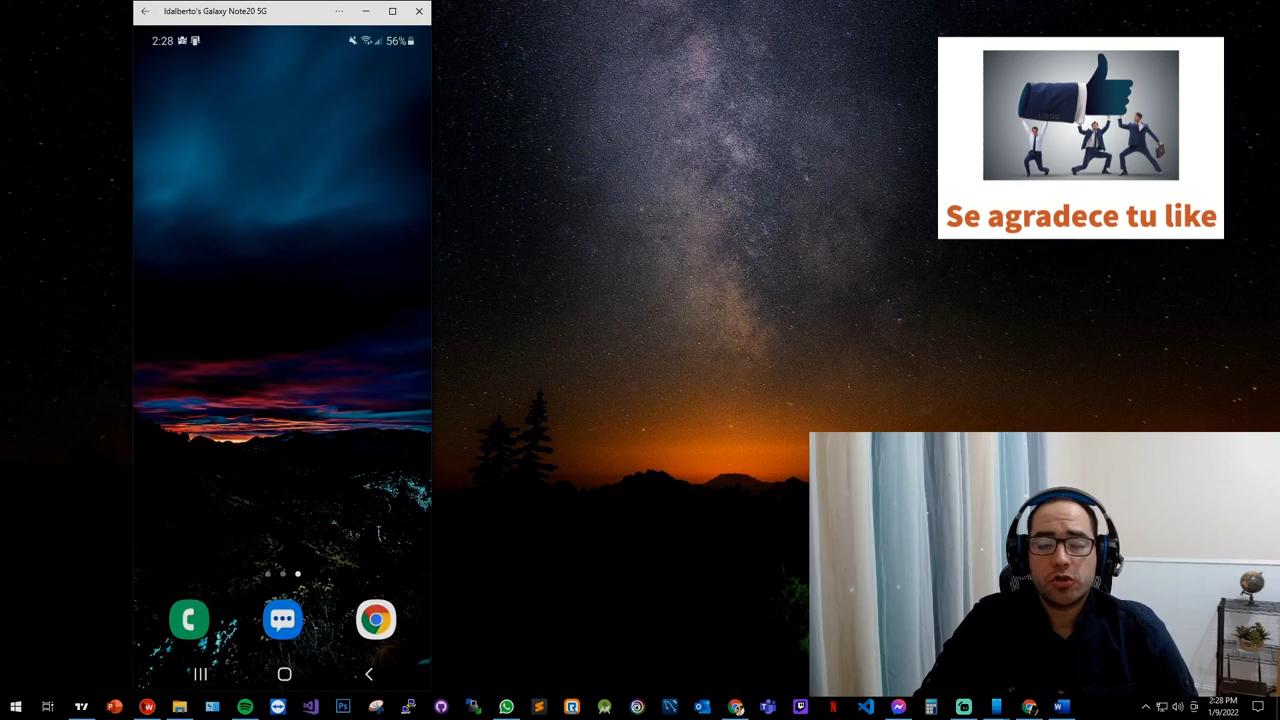 Idalberto's Galaxy Note20 5G
2:28
56%
Se agradece tu like
2:28 PM
1/9/2022